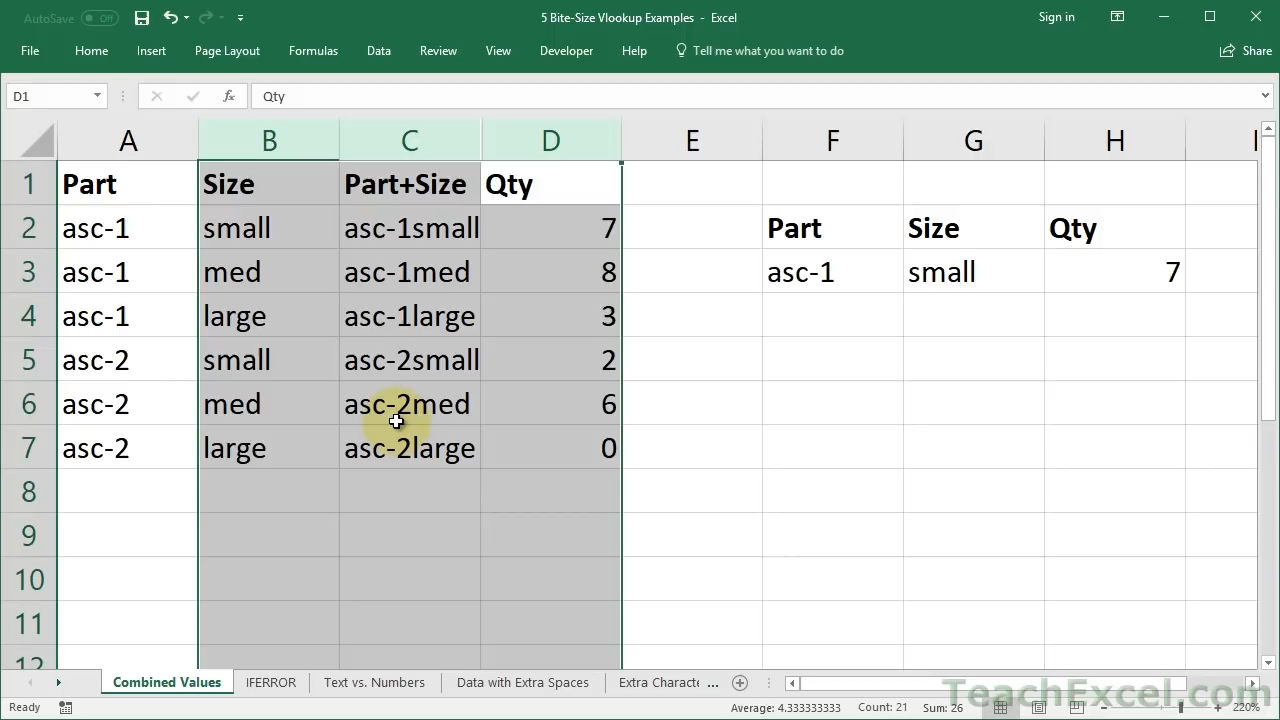 AutoSave Off 5 Bite-Size Vlookup Examples - Excel Sign in
File Home Insert Page Layout Formulas Data Review View Developer Help Tell me what you want to do Share
D1 fx Qty
A B C D E F G H I
1 Part Size Part+Size Qty
2 asc-1 small asc-1small 7 Part Size Qty
3 asc-1 med asc-1med 8 asc-1 small 7
4 asc-1 large asc-1large 3
5 asc-2 small asc-2small 2
6 asc-2 med asc-2med 6
7 asc-2 large asc-2large 0
8
9
10
11
12
Combined Values IFERROR Text vs. Numbers Data with Extra Spaces Extra Characte ...
Ready Average: 4.333333333 Count: 21 Sum: 26 220%
TeachExcel.com